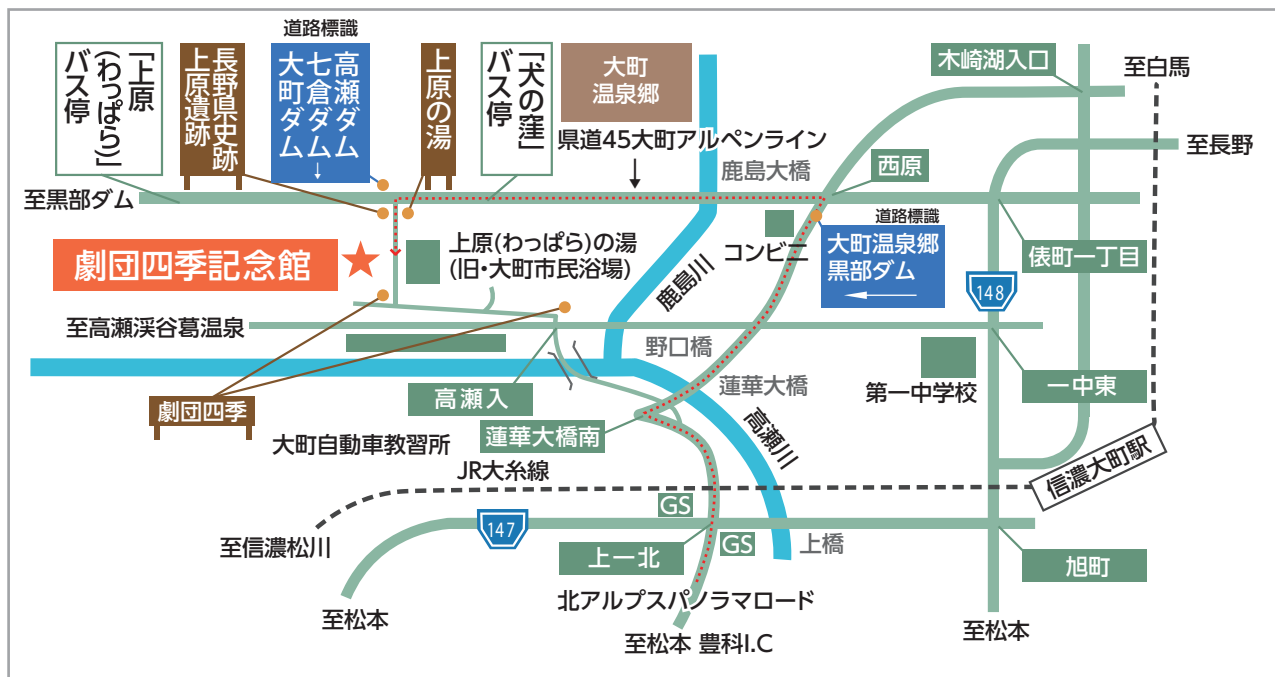 「上原
(わっぱら)」
バス停
長野県史跡
上原遺跡
道路標識
高瀬ダム
七倉ダム
大町ダム
↓
上原の湯
「犬の窪」
バス停
大町
温泉郷
木崎湖入口
至白馬
県道45大町アルペンライン
↓
鹿島大橋
西原
至長野
至黒部ダム
劇団四季記念館
上原(わっぱら)の湯
(旧・大町市民浴場)
コンビニ
道路標識
大町温泉郷
黒部ダム
←
俵町一丁目
148
鹿島川
至高瀬渓谷葛温泉
野口橋
蓮華大橋
第一中学校
一中東
高瀬入
劇団四季
蓮華大橋南
高瀬川
大町自動車教習所
JR大糸線
信濃大町駅
GS
147
至信濃松川
上一北
GS
上橋
旭町
至松本
北アルプスパノラマロード
至松本 豊科I.C
至松本